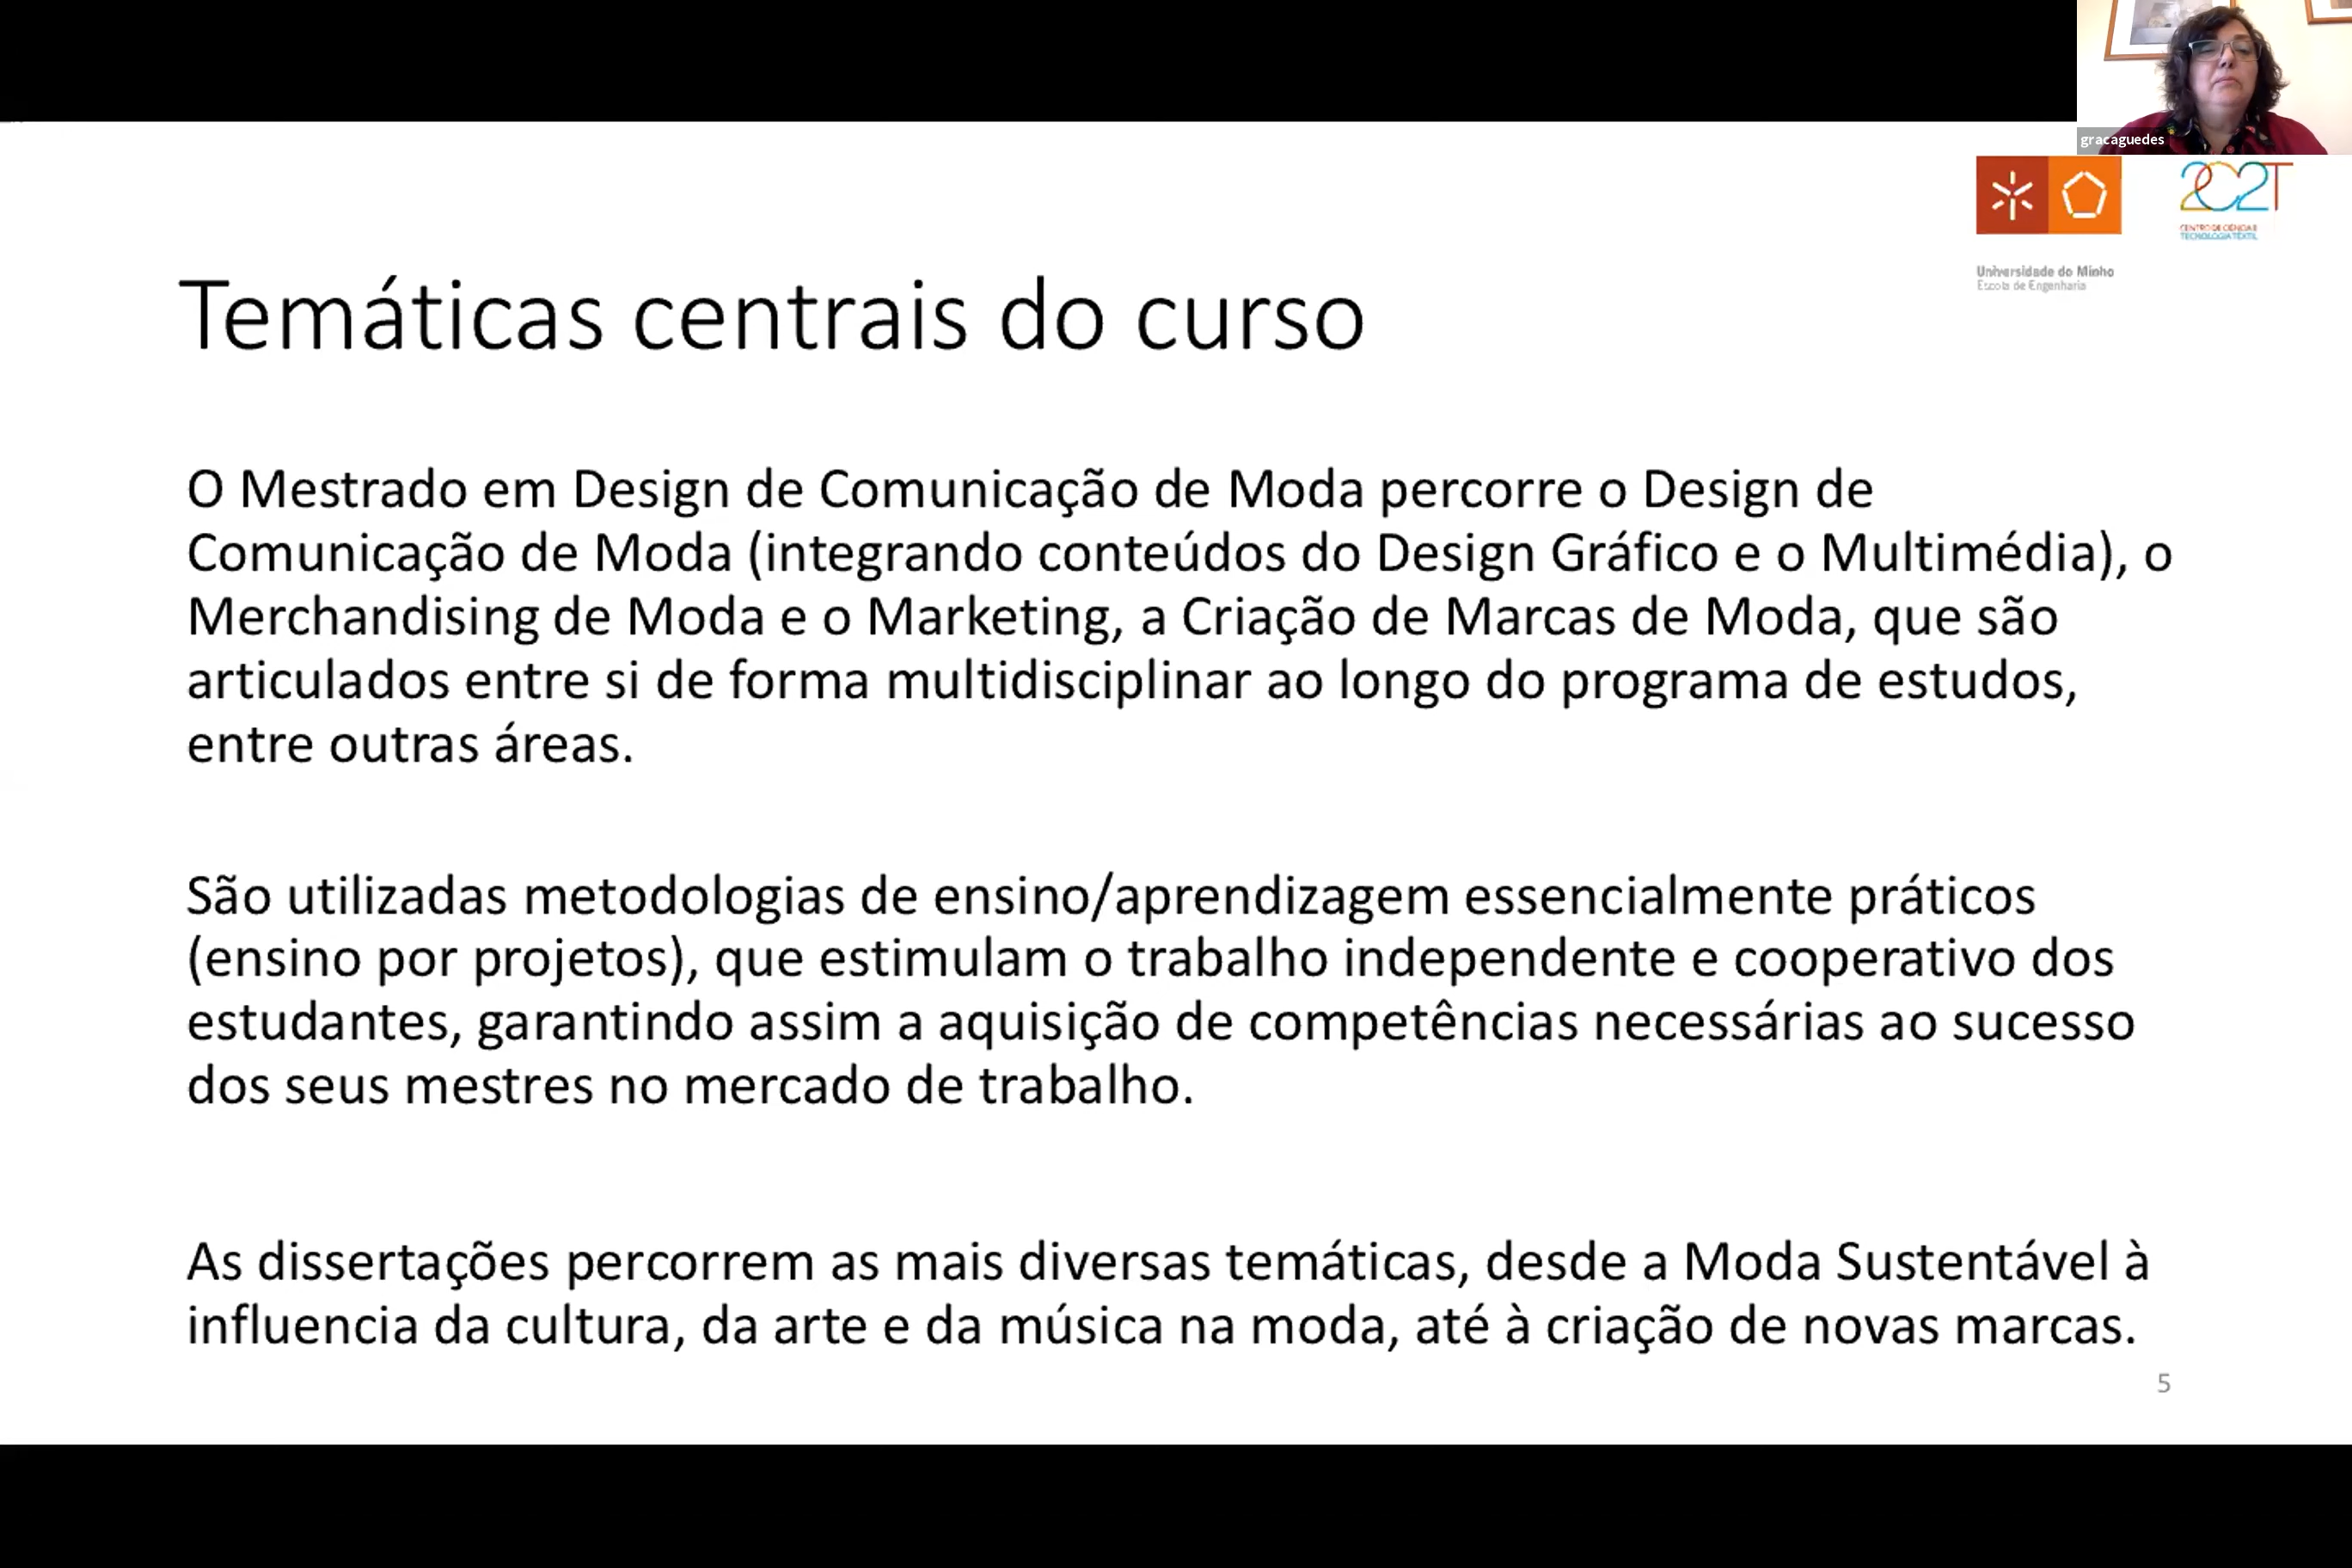 gracaguedes
2C2T
CENTRO DE CIÊNCIA E
TECNOLOGIA TÊXTIL
Universidade do Minho
Escola de Engenharia
Temáticas centrais do curso
O Mestrado em Design de Comunicação de Moda percorre o Design de
Comunicação de Moda (integrando conteúdos do Design Gráfico e o Multimédia), o
Merchandising de Moda e o Marketing, a Criação de Marcas de Moda, que são
articulados entre si de forma multidisciplinar ao longo do programa de estudos,
entre outras áreas.
São utilizadas metodologias de ensino/aprendizagem essencialmente práticos
(ensino por projetos), que estimulam o trabalho independente e cooperativo dos
estudantes, garantindo assim a aquisição de competências necessárias ao sucesso
dos seus mestres no mercado de trabalho.
As dissertações percorrem as mais diversas temáticas, desde a Moda Sustentável à
influencia da cultura, da arte e da música na moda, até à criação de novas marcas.
5